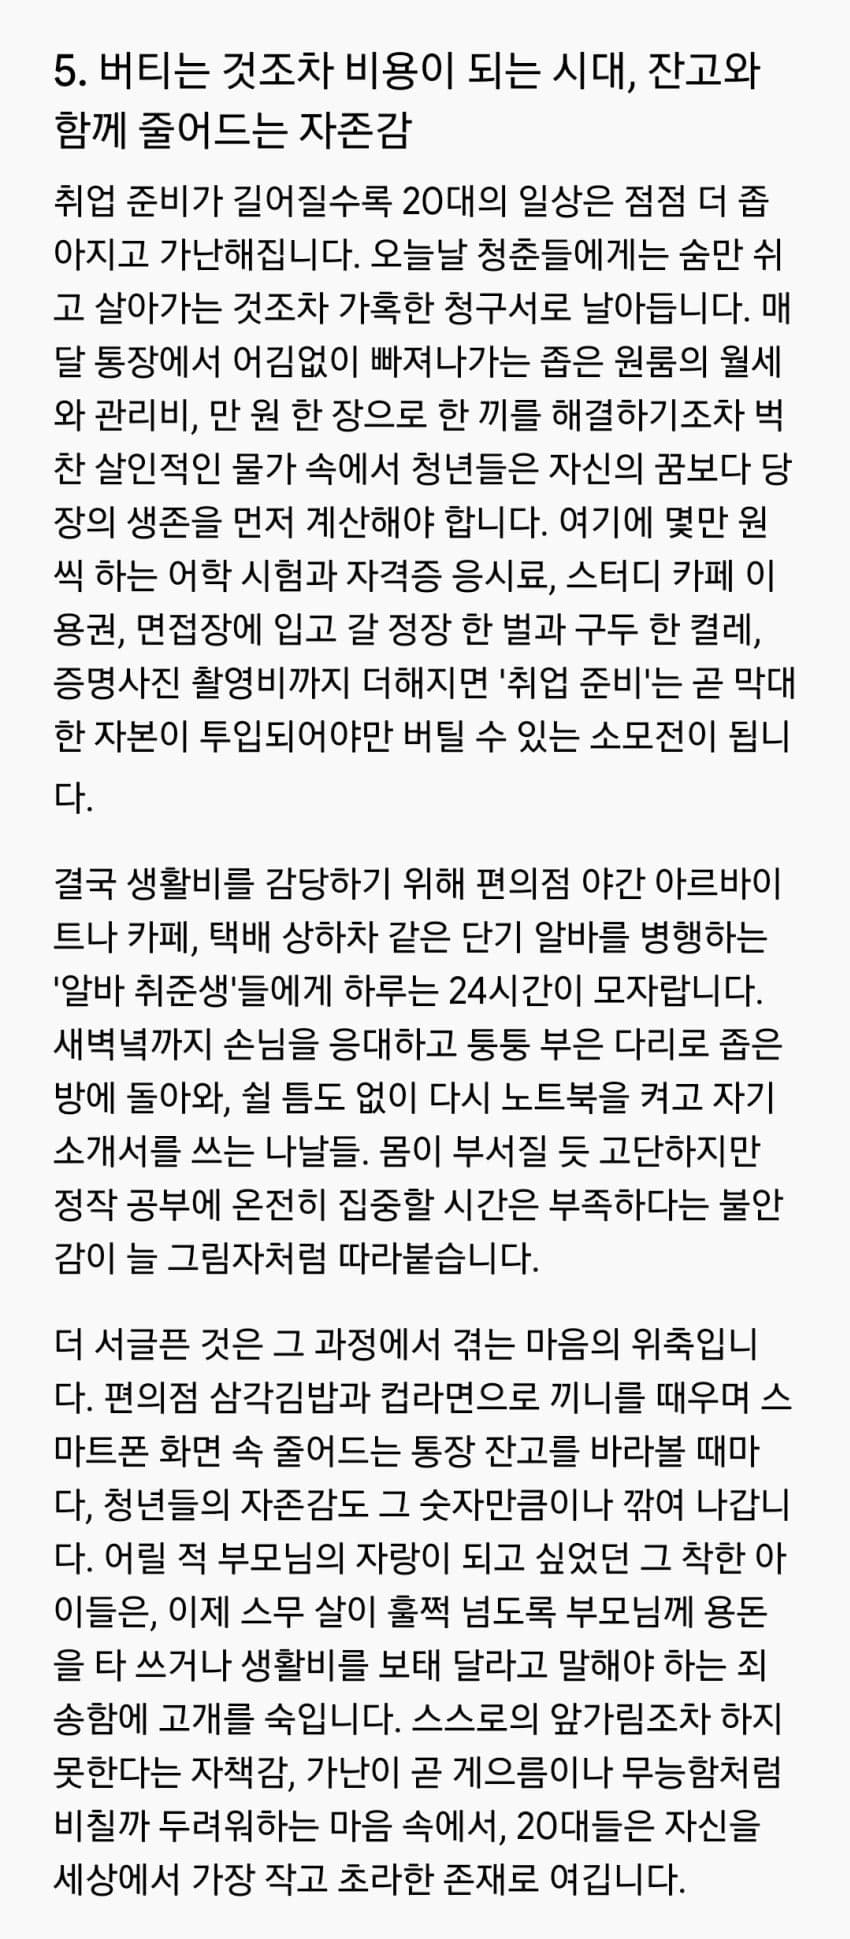 5. 버티는 것조차 비용이 되는 시대, 잔고와
함께 줄어드는 자존감
취업 준비가 길어질수록 20대의 일상은 점점 더 좁
아지고 가난해집니다. 오늘날 청춘들에게는 숨만 쉬
고 살아가는 것조차 가혹한 청구서로 날아듭니다. 매
달 통장에서 어김없이 빠져나가는 좁은 원룸의 월세
와 관리비, 만 원 한 장으로 한 끼를 해결하기조차 벅
찬 살인적인 물가 속에서 청년들은 자신의 꿈보다 당
장의 생존을 먼저 계산해야 합니다. 여기에 몇만 원
씩 하는 어학 시험과 자격증 응시료, 스터디 카페 이
용권, 면접장에 입고 갈 정장 한 벌과 구두 한 켤레,
증명사진 촬영비까지 더해지면 '취업 준비'는 곧 막대
한 자본이 투입되어야만 버틸 수 있는 소모전이 됩니
다.
결국 생활비를 감당하기 위해 편의점 야간 아르바이
트나 카페, 택배 상하차 같은 단기 알바를 병행하는
'알바 취준생'들에게 하루는 24시간이 모자랍니다.
새벽녘까지 손님을 응대하고 퉁퉁 부은 다리로 좁은
방에 돌아와, 쉴 틈도 없이 다시 노트북을 켜고 자기
소개서를 쓰는 나날들. 몸이 부서질 듯 고단하지만
정작 공부에 온전히 집중할 시간은 부족하다는 불안
감이 늘 그림자처럼 따라붙습니다.
더 서글픈 것은 그 과정에서 겪는 마음의 위축입니
다. 편의점 삼각김밥과 컵라면으로 끼니를 때우며 스
마트폰 화면 속 줄어드는 통장 잔고를 바라볼 때마
다, 청년들의 자존감도 그 숫자만큼이나 깎여 나갑니
다. 어릴 적 부모님의 자랑이 되고 싶었던 그 착한 아
이들은, 이제 스무 살이 훌쩍 넘도록 부모님께 용돈
을 타 쓰거나 생활비를 보태 달라고 말해야 하는 죄
송함에 고개를 숙입니다. 스스로의 앞가림조차 하지
못한다는 자책감, 가난이 곧 게으름이나 무능함처럼
비칠까 두려워하는 마음 속에서, 20대들은 자신을
세상에서 가장 작고 초라한 존재로 여깁니다.